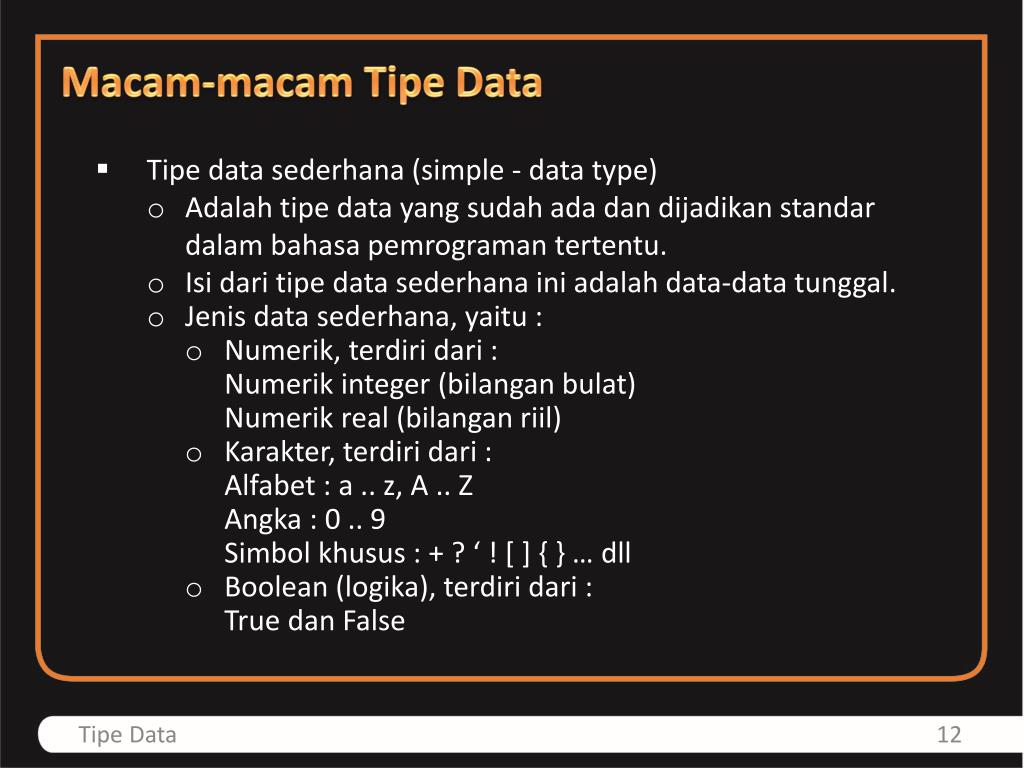 Macam-macam Tipe Data
▪ Tipe data sederhana (simple - data type)
o Adalah tipe data yang sudah ada dan dijadikan standar
dalam bahasa pemrograman tertentu.
o Isi dari tipe data sederhana ini adalah data-data tunggal.
o Jenis data sederhana, yaitu :
o Numerik, terdiri dari :
Numerik integer (bilangan bulat)
Numerik real (bilangan riil)
o Karakter, terdiri dari :
Alfabet : a .. z, A .. Z
Angka : 0 .. 9
Simbol khusus : + ? ‘ ! [ ] { } … dll
o Boolean (logika), terdiri dari :
True dan False
Tipe Data 12